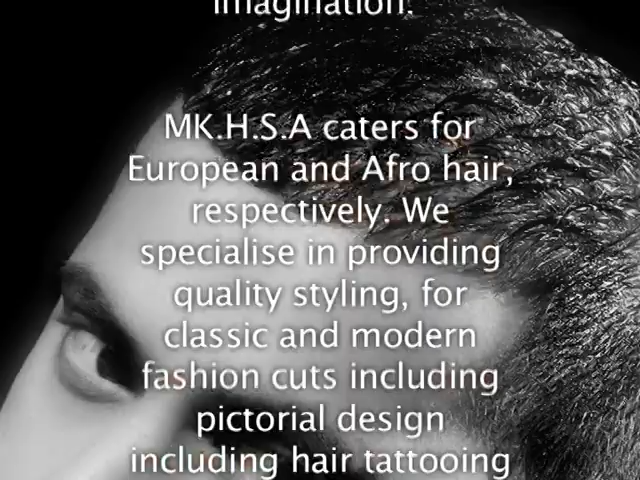 imagination.
MK.H.S.A caters for
European and Afro hair,
respectively. We
specialise in providing
quality styling, for
classic and modern
fashion cuts including
pictorial design
including hair tattooing